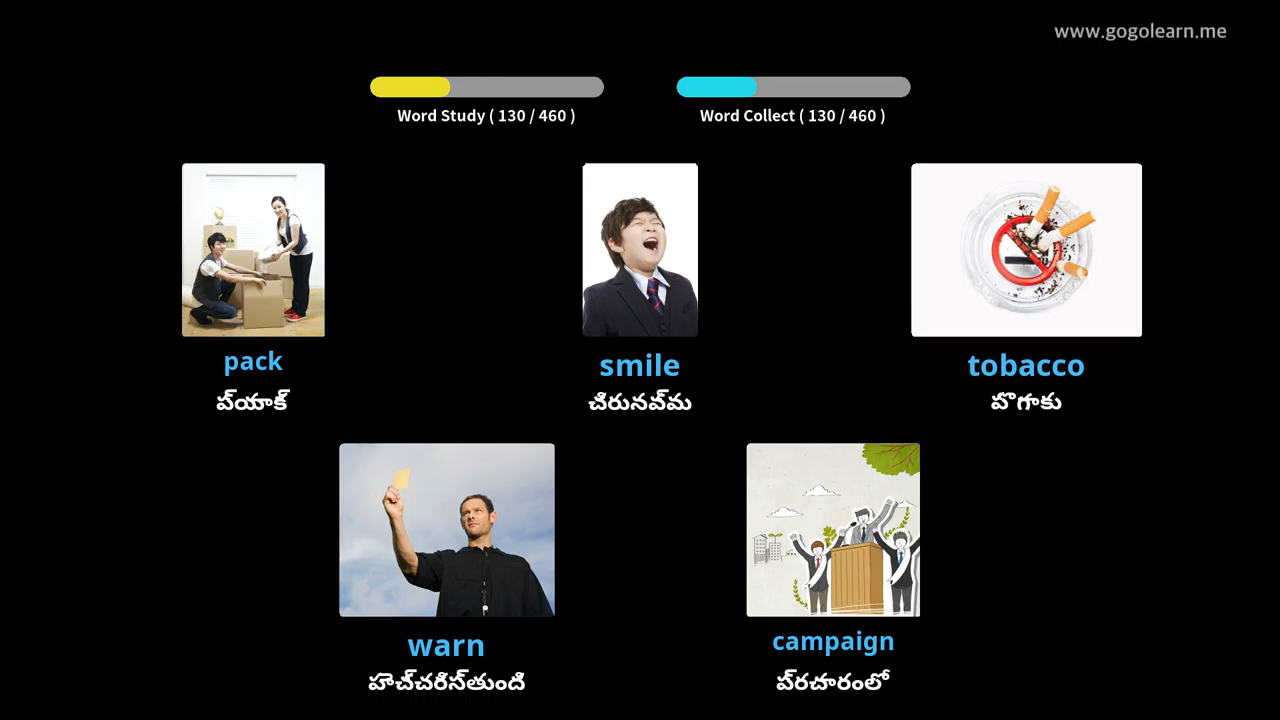 www.gogolearn.me
Word Study ( 130 / 460 )
Word Collect ( 130 / 460 )
pack
ప్‌యాక్
smile
చిరునవ్‌మ
tobacco
పొగాకు
warn
హెచ్‌చరిస్‌తుంది
campaign
ప్‌రచారంలో